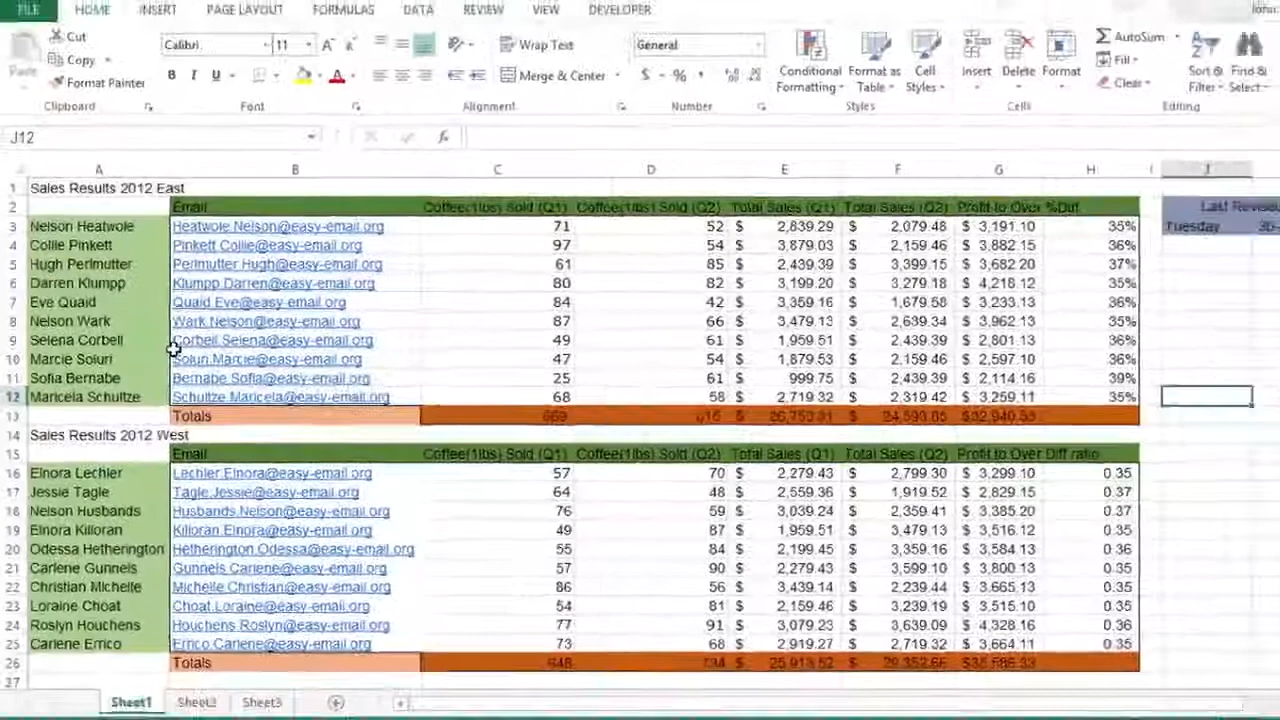 FILE HOME INSERT PAGE LAYOUT FORMULAS DATA REVIEW VIEW DEVELOPER
Cut
Copy
Paste
Format Painter
Calibri 11
B I U
Wrap Text
Merge & Center
General
$ %
Conditional Formatting
Format as Table
Cell Styles
Insert Delete Format
AutoSum
Fill
Clear
Sort & Filter
Find & Select
Clipboard Font Alignment Number Styles Cells Editing
J12 fx
A B C D E F G H J
1 Sales Results 2012 East
2 Email Coffee(1lbs) Sold (Q1) Coffee(1lbs) Sold (Q2) Total Sales (Q1) Total Sales (Q2) Profit to Over %Dif. Last
3 Nelson Heatwole Heatwole.Nelson@easy-email.org 71 52 $ 2,839.29 $ 2,079.48 $ 3,191.10 35% Tuesday
4 Collie Pinkett Pinkett.Collie@easy-email.org 97 54 $ 3,879.03 $ 2,159.46 $ 3,882.15 36%
5 Hugh Perlmutter Perlmutter.Hugh@easy-email.org 61 85 $ 2,439.39 $ 3,399.15 $ 3,682.20 37%
6 Darren Klumpp Klumpp.Darren@easy-email.org 80 82 $ 3,199.20 $ 3,279.18 $ 4,218.12 35%
7 Eve Quaid Quaid.Eve@easy-email.org 84 42 $ 3,359.16 $ 1,679.58 $ 3,233.13 36%
8 Nelson Wark Wark.Nelson@easy-email.org 87 66 $ 3,479.13 $ 2,639.34 $ 3,962.13 35%
9 Selena Corbell Corbell.Selena@easy-email.org 49 61 $ 1,959.51 $ 2,439.39 $ 2,801.13 36%
10 Marcie Soluri Soluri.Marcie@easy-email.org 47 54 $ 1,879.53 $ 2,159.46 $ 2,597.10 36%
11 Sofia Bernabe Bernabe.Sofia@easy-email.org 25 61 $ 999.75 $ 2,439.39 $ 2,114.16 39%
12 Maricela Schultze Schultze.Maricela@easy-email.org 68 58 $ 2,719.32 $ 2,319.42 $ 3,259.11 35%
13 Totals 669
14 Sales Results 2012 West
15 Email Coffee(1lbs) Sold (Q1) Coffee(1lbs) Sold (Q2) Total Sales (Q1) Total Sales (Q2) Profit to Over Diff ratio
16 Elnora Lechler Lechler.Elnora@easy-email.org 57 70 $ 2,279.43 $ 2,799.30 $ 3,299.10 0.35
17 Jessie Tagle Tagle.Jessie@easy-email.org 64 48 $ 2,559.36 $ 1,919.52 $ 2,829.15 0.37
18 Nelson Husbands Husbands.Nelson@easy-email.org 76 59 $ 3,039.24 $ 2,359.41 $ 3,385.20 0.37
19 Elnora Killoran Killoran.Elnora@easy-email.org 49 87 $ 1,959.51 $ 3,479.13 $ 3,516.12 0.35
20 Odessa Hetherington Hetherington.Odessa@easy-email.org 55 84 $ 2,199.45 $ 3,359.16 $ 3,584.13 0.36
21 Carlene Gunnels Gunnels.Carlene@easy-email.org 57 90 $ 2,279.43 $ 3,599.10 $ 3,800.13 0.35
22 Christian Michelle Michelle.Christian@easy-email.org 86 56 $ 3,439.14 $ 2,239.44 $ 3,665.13 0.35
23 Loraine Choat Choat.Loraine@easy-email.org 54 81 $ 2,159.46 $ 3,239.19 $ 3,515.10 0.35
24 Roslyn Houchens Houchens.Roslyn@easy-email.org 77 91 $ 3,079.23 $ 3,639.09 $ 4,328.16 0.36
25 Carlene Errico Errico.Carlene@easy-email.org 73 68 $ 2,919.27 $ 2,719.32 $ 3,664.11 0.35
26 Totals 648 734 $ 25,913.52 $
27
Sheet1 Sheet2 Sheet3